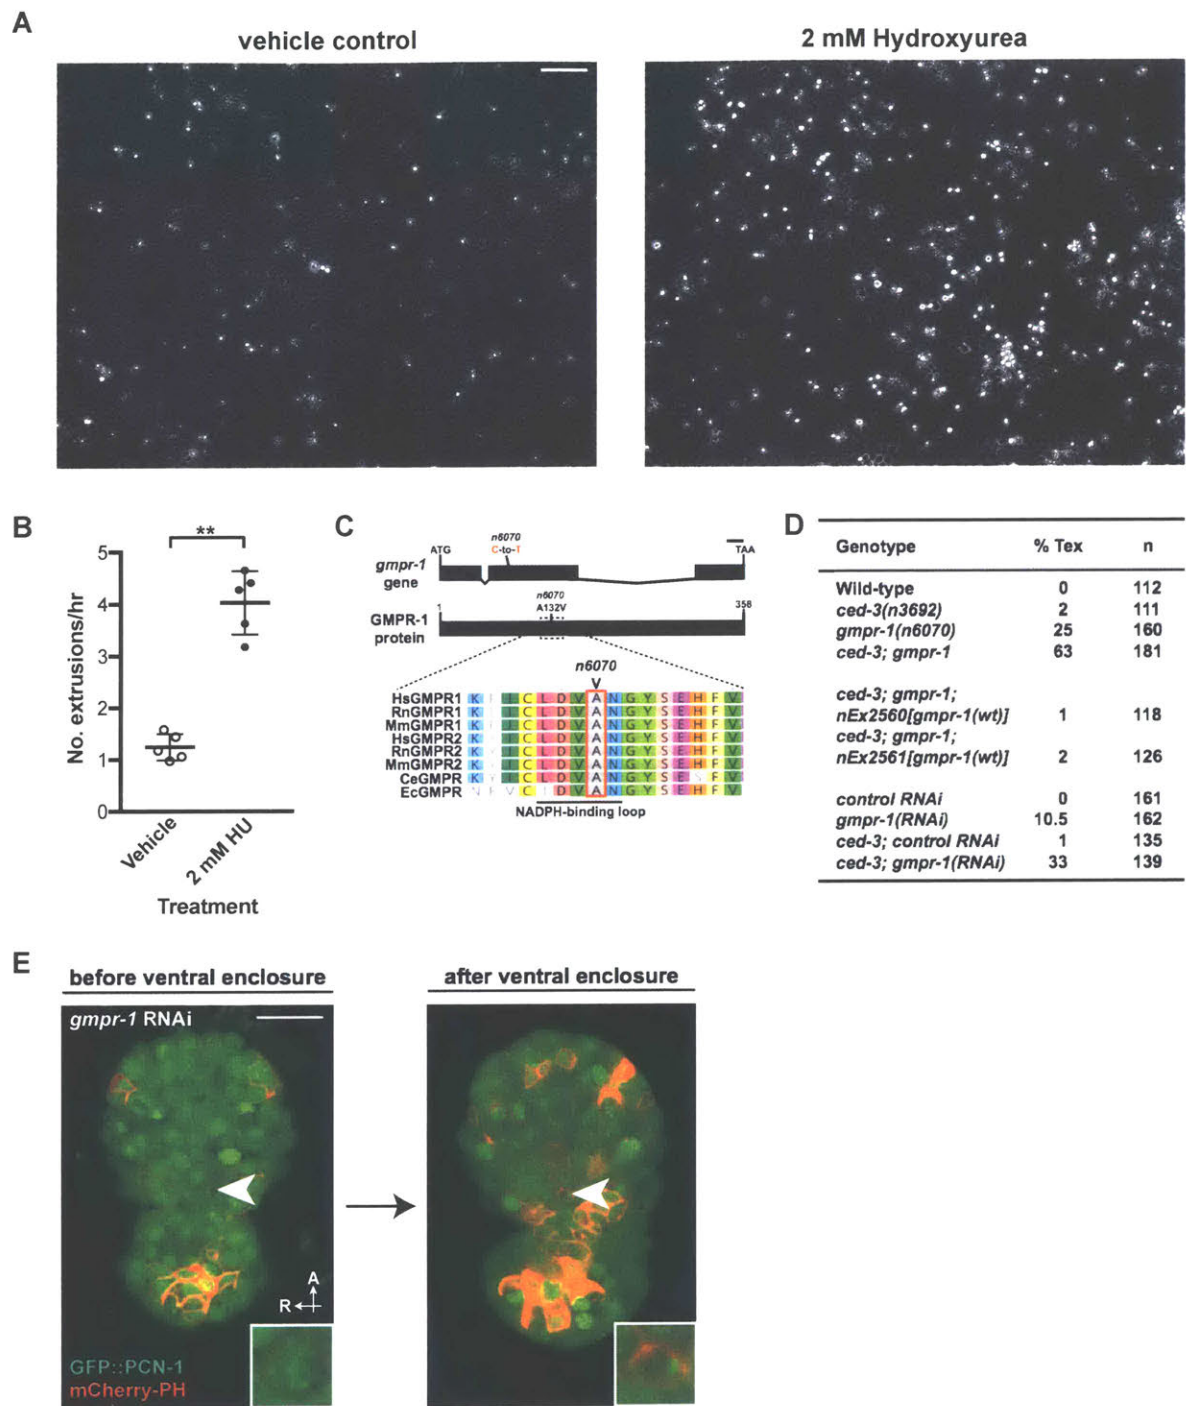 A
vehicle control
2 mM Hydroxyurea
B
**
No. extrusions/hr
5
4
3
2
1
0
Vehicle
2 mM HU
Treatment
C
n6070
C-to-T
ATG
TAA
gmpr-1
gene
n6070
A132V
1
358
GMPR-1
protein
n6070
HsGMPR1
RnGMPR1
MmGMPR1
HsGMPR2
RnGMPR2
MmGMPR2
CeGMPR
EcGMPR
NADPH-binding loop
D
Genotype % Tex n
Wild-type 0 112
ced-3(n3692) 2 111
gmpr-1(n6070) 25 160
ced-3; gmpr-1 63 181
ced-3; gmpr-1;
nEx2560[gmpr-1(wt)] 1 118
ced-3; gmpr-1;
nEx2561[gmpr-1(wt)] 2 126
control RNAi 0 161
gmpr-1(RNAi) 10.5 162
ced-3; control RNAi 1 135
ced-3; gmpr-1(RNAi) 33 139
E
before ventral enclosure
after ventral enclosure
gmpr-1 RNAi
A
R
GFP::PCN-1
mCherry-PH